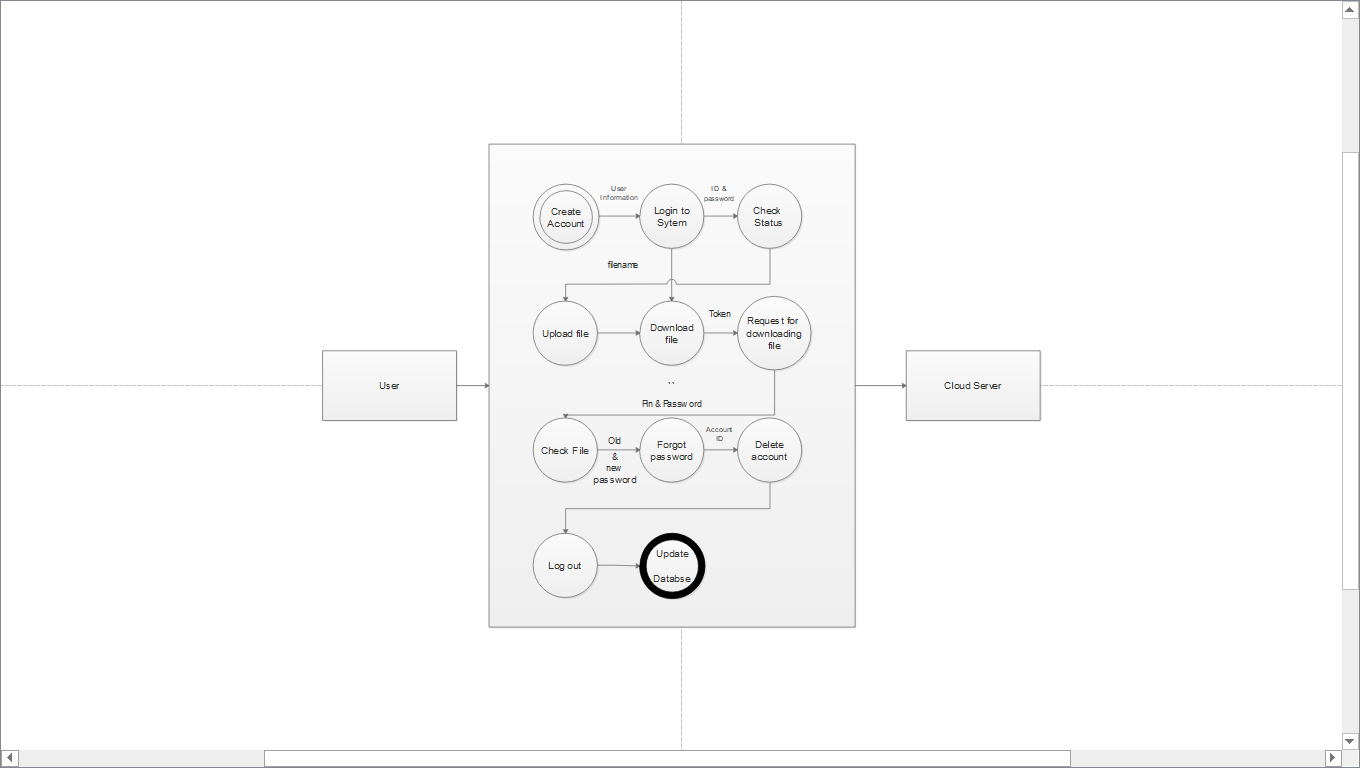 User
Information
ID &
password
Create
Account
Login to
Sytem
Check
Status
filename
Token
Upload file
Download
file
Request for
downloading
file
User
Cloud Server
Pin & Password
Account
ID
Old
&
new
password
Check File
Forgot
password
Delete
account
Log out
Update
Databse